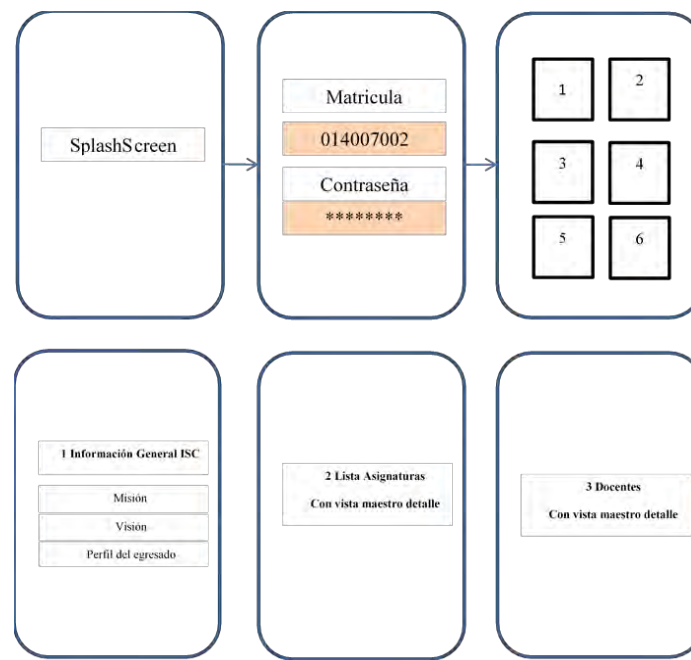 SplashScreen
Matricula
014007002
Contraseña
********
1
2
3
4
5
6
1 Información General ISC
Misión
Visión
Perfil del egresado
2 Lista Asignaturas
Con vista maestro detalle
3 Docentes
Con vista maestro detalle